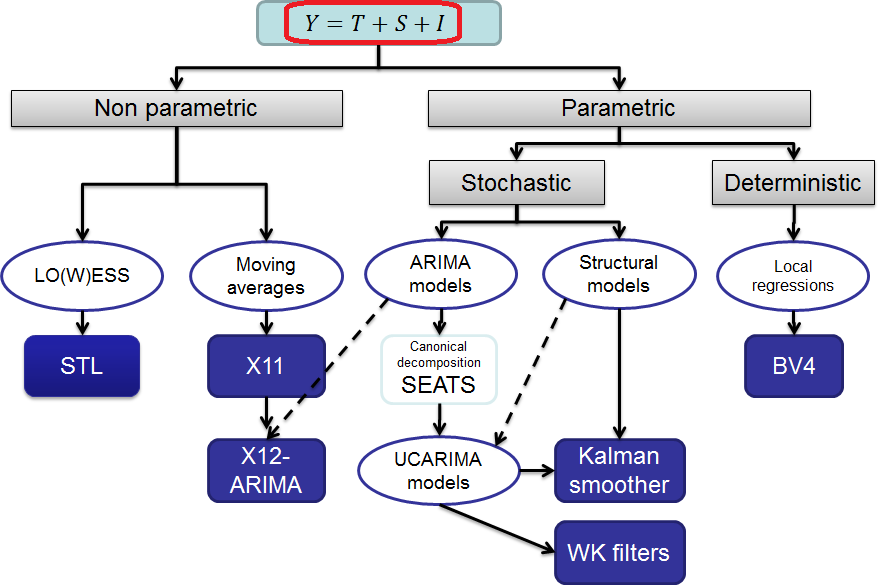 Y = T + S + I
Non parametric
Parametric
Stochastic
Deterministic
LO(W)ESS
Moving
averages
ARIMA
models
Structural
models
Local
regressions
STL
X11
Canonical
decomposition
SEATS
BV4
X12-
ARIMA
UCARIMA
models
Kalman
smoother
WK filters